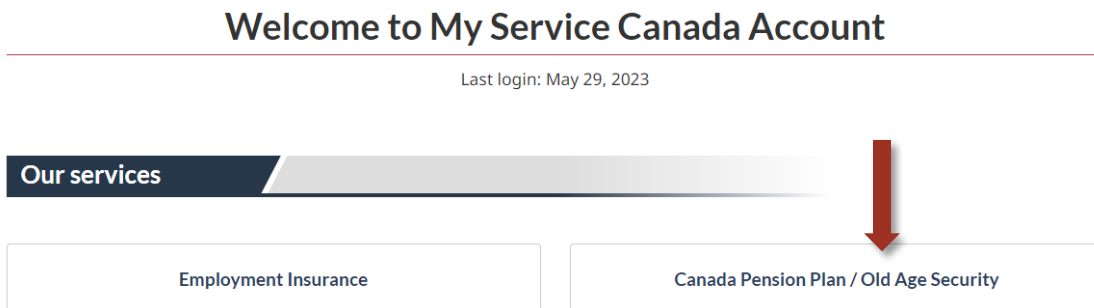 Welcome to My Service Canada Account
Last login: May 29, 2023
Our services
Employment Insurance
Canada Pension Plan / Old Age Security